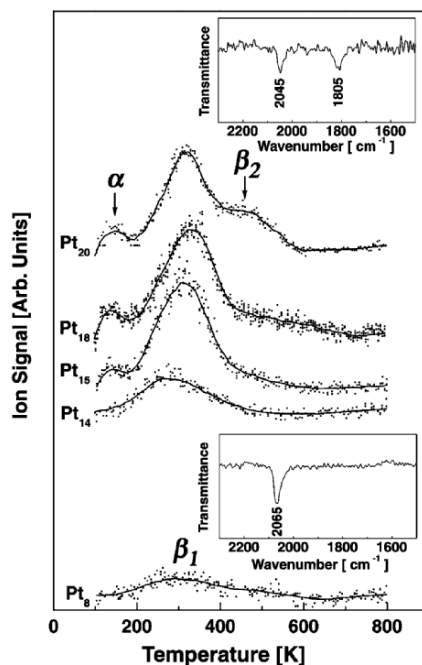 Transmittance
2045
1805
2200 2000 1800 1600
Wavenumber [ cm⁻¹]
α
β₂
Pt₂₀
Pt₁₈
Pt₁₅
Pt₁₄
Ion Signal [Arb. Units]
Transmittance
2065
2200 2000 1800 1600
Wavenumber [ cm⁻¹]
β₁
Pt₈
0 200 400 600 800
Temperature [K]